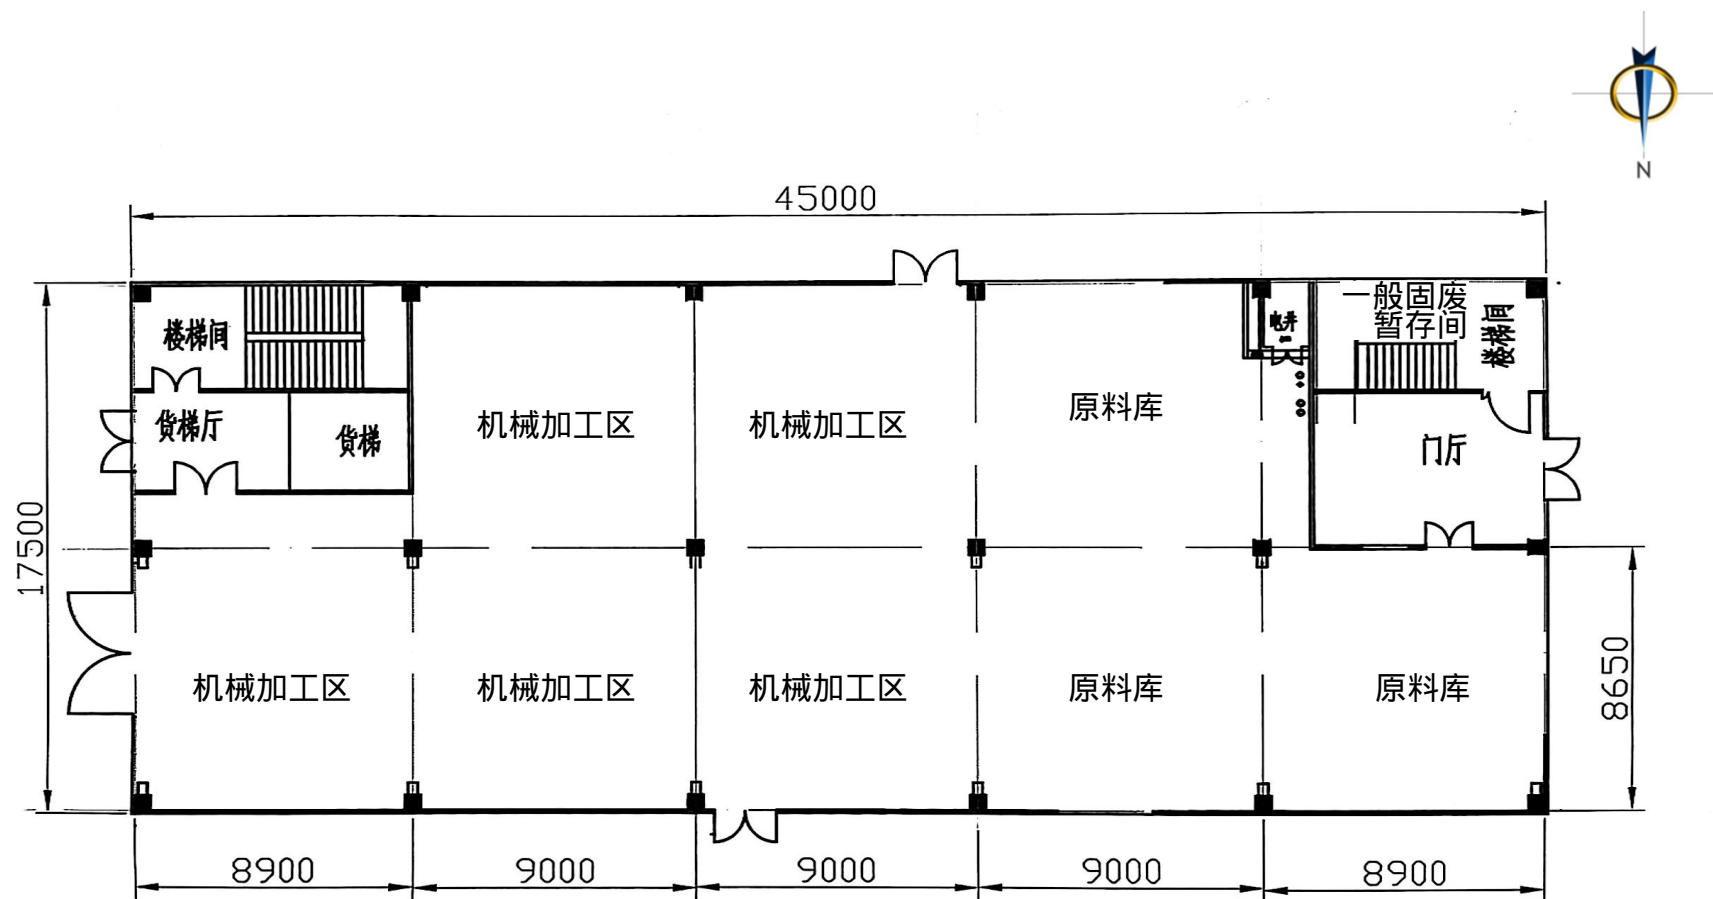 N
45000
一般固废
暂存间
楼梯间
电井
楼梯间
原料库
机械加工区
机械加工区
货梯厅
货梯
门厅
17500
8650
机械加工区
机械加工区
机械加工区
原料库
原料库
8900
9000
9000
9000
8900